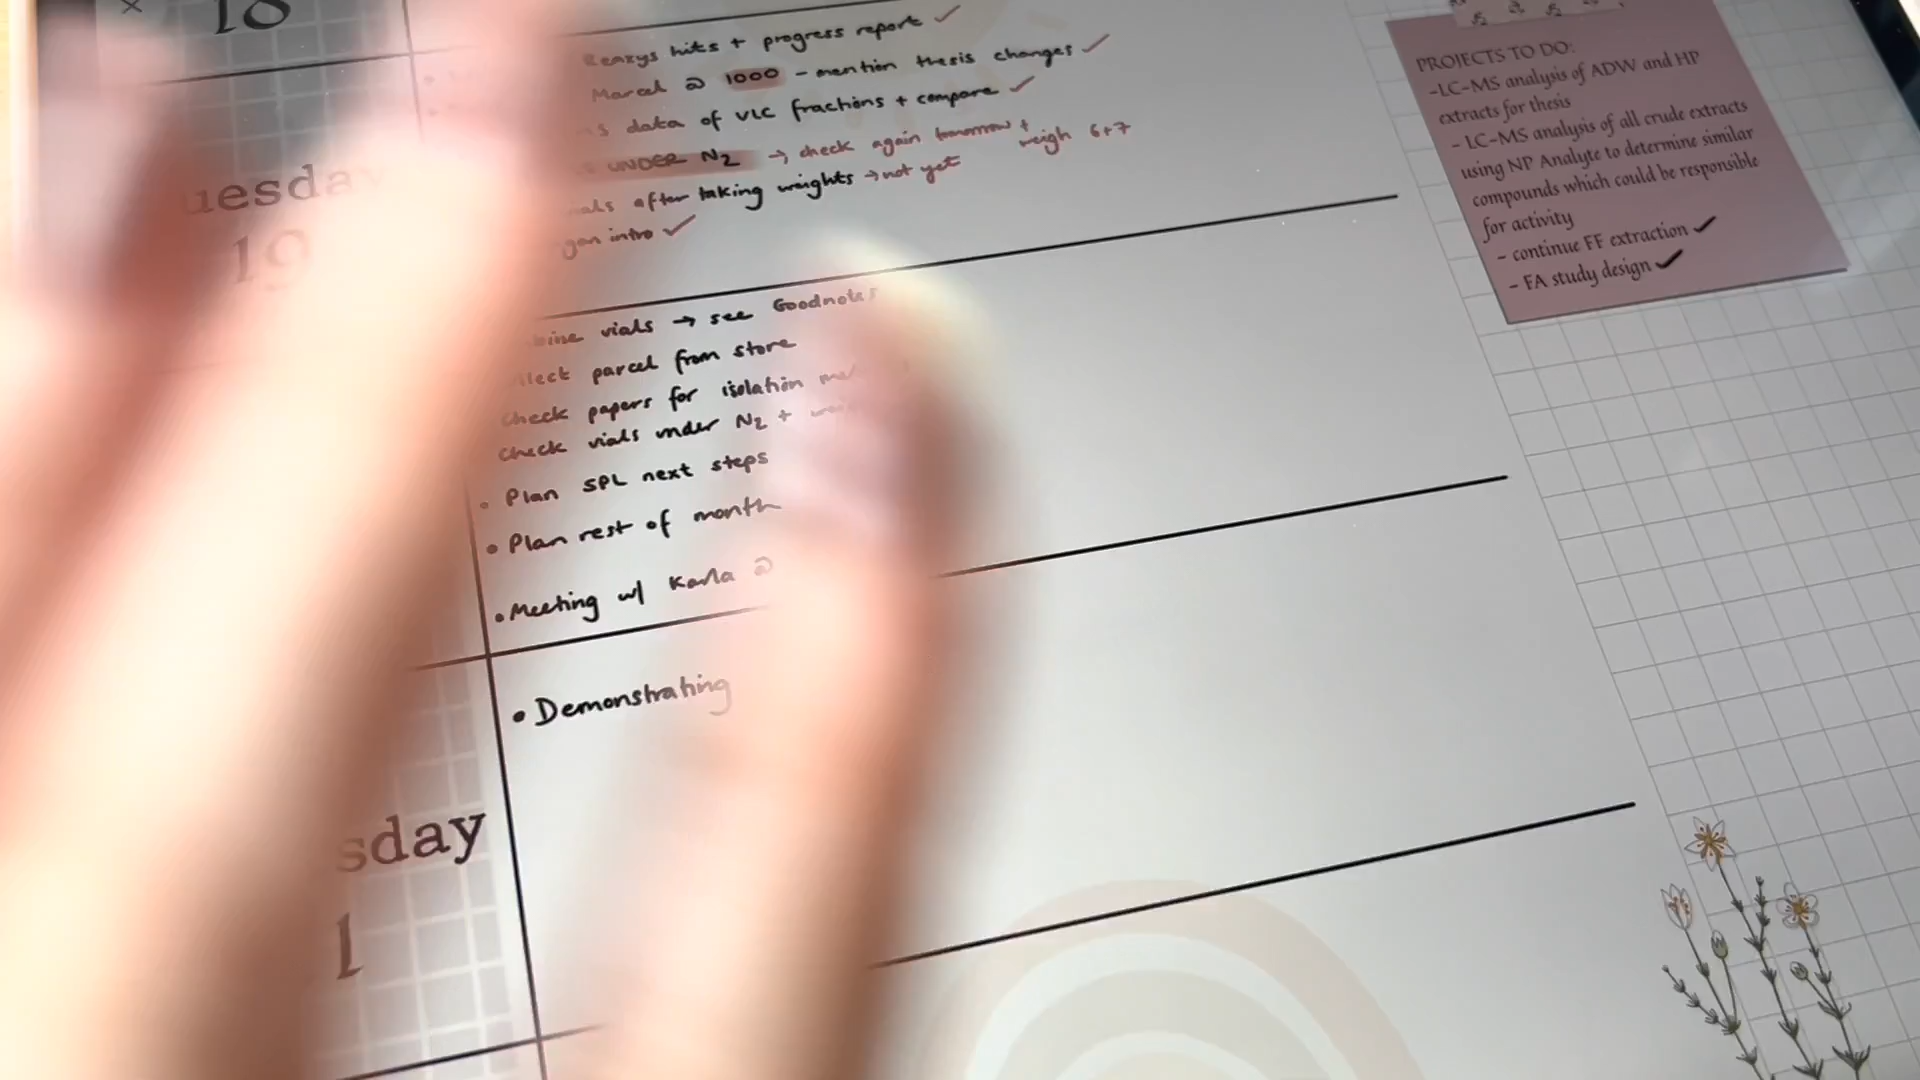 18
Reaxys hits + progress report ✓
Marcel @ 1000 - mention thesis changes ✓
data of VLC fractions + compare ✓
UNDER N2 → check again tomorrow + weigh 6+7
after taking weights → not yet
intro ✓
uesday
19
vials → see Goodnotes
parcel from store
check papers for isolation
check vials under N2 +
• Plan SPL next steps
• Plan rest of month
• Meeting w/ Karla @
• Demonstrating
sday
1
PROJECTS TO DO:
-LC-MS analysis of ADW and HP
extracts for thesis
- LC-MS analysis of all crude extracts
using NP Analyte to determine similar
compounds which could be responsible
for activity
- continue FF extraction ✓
- FA study design ✓